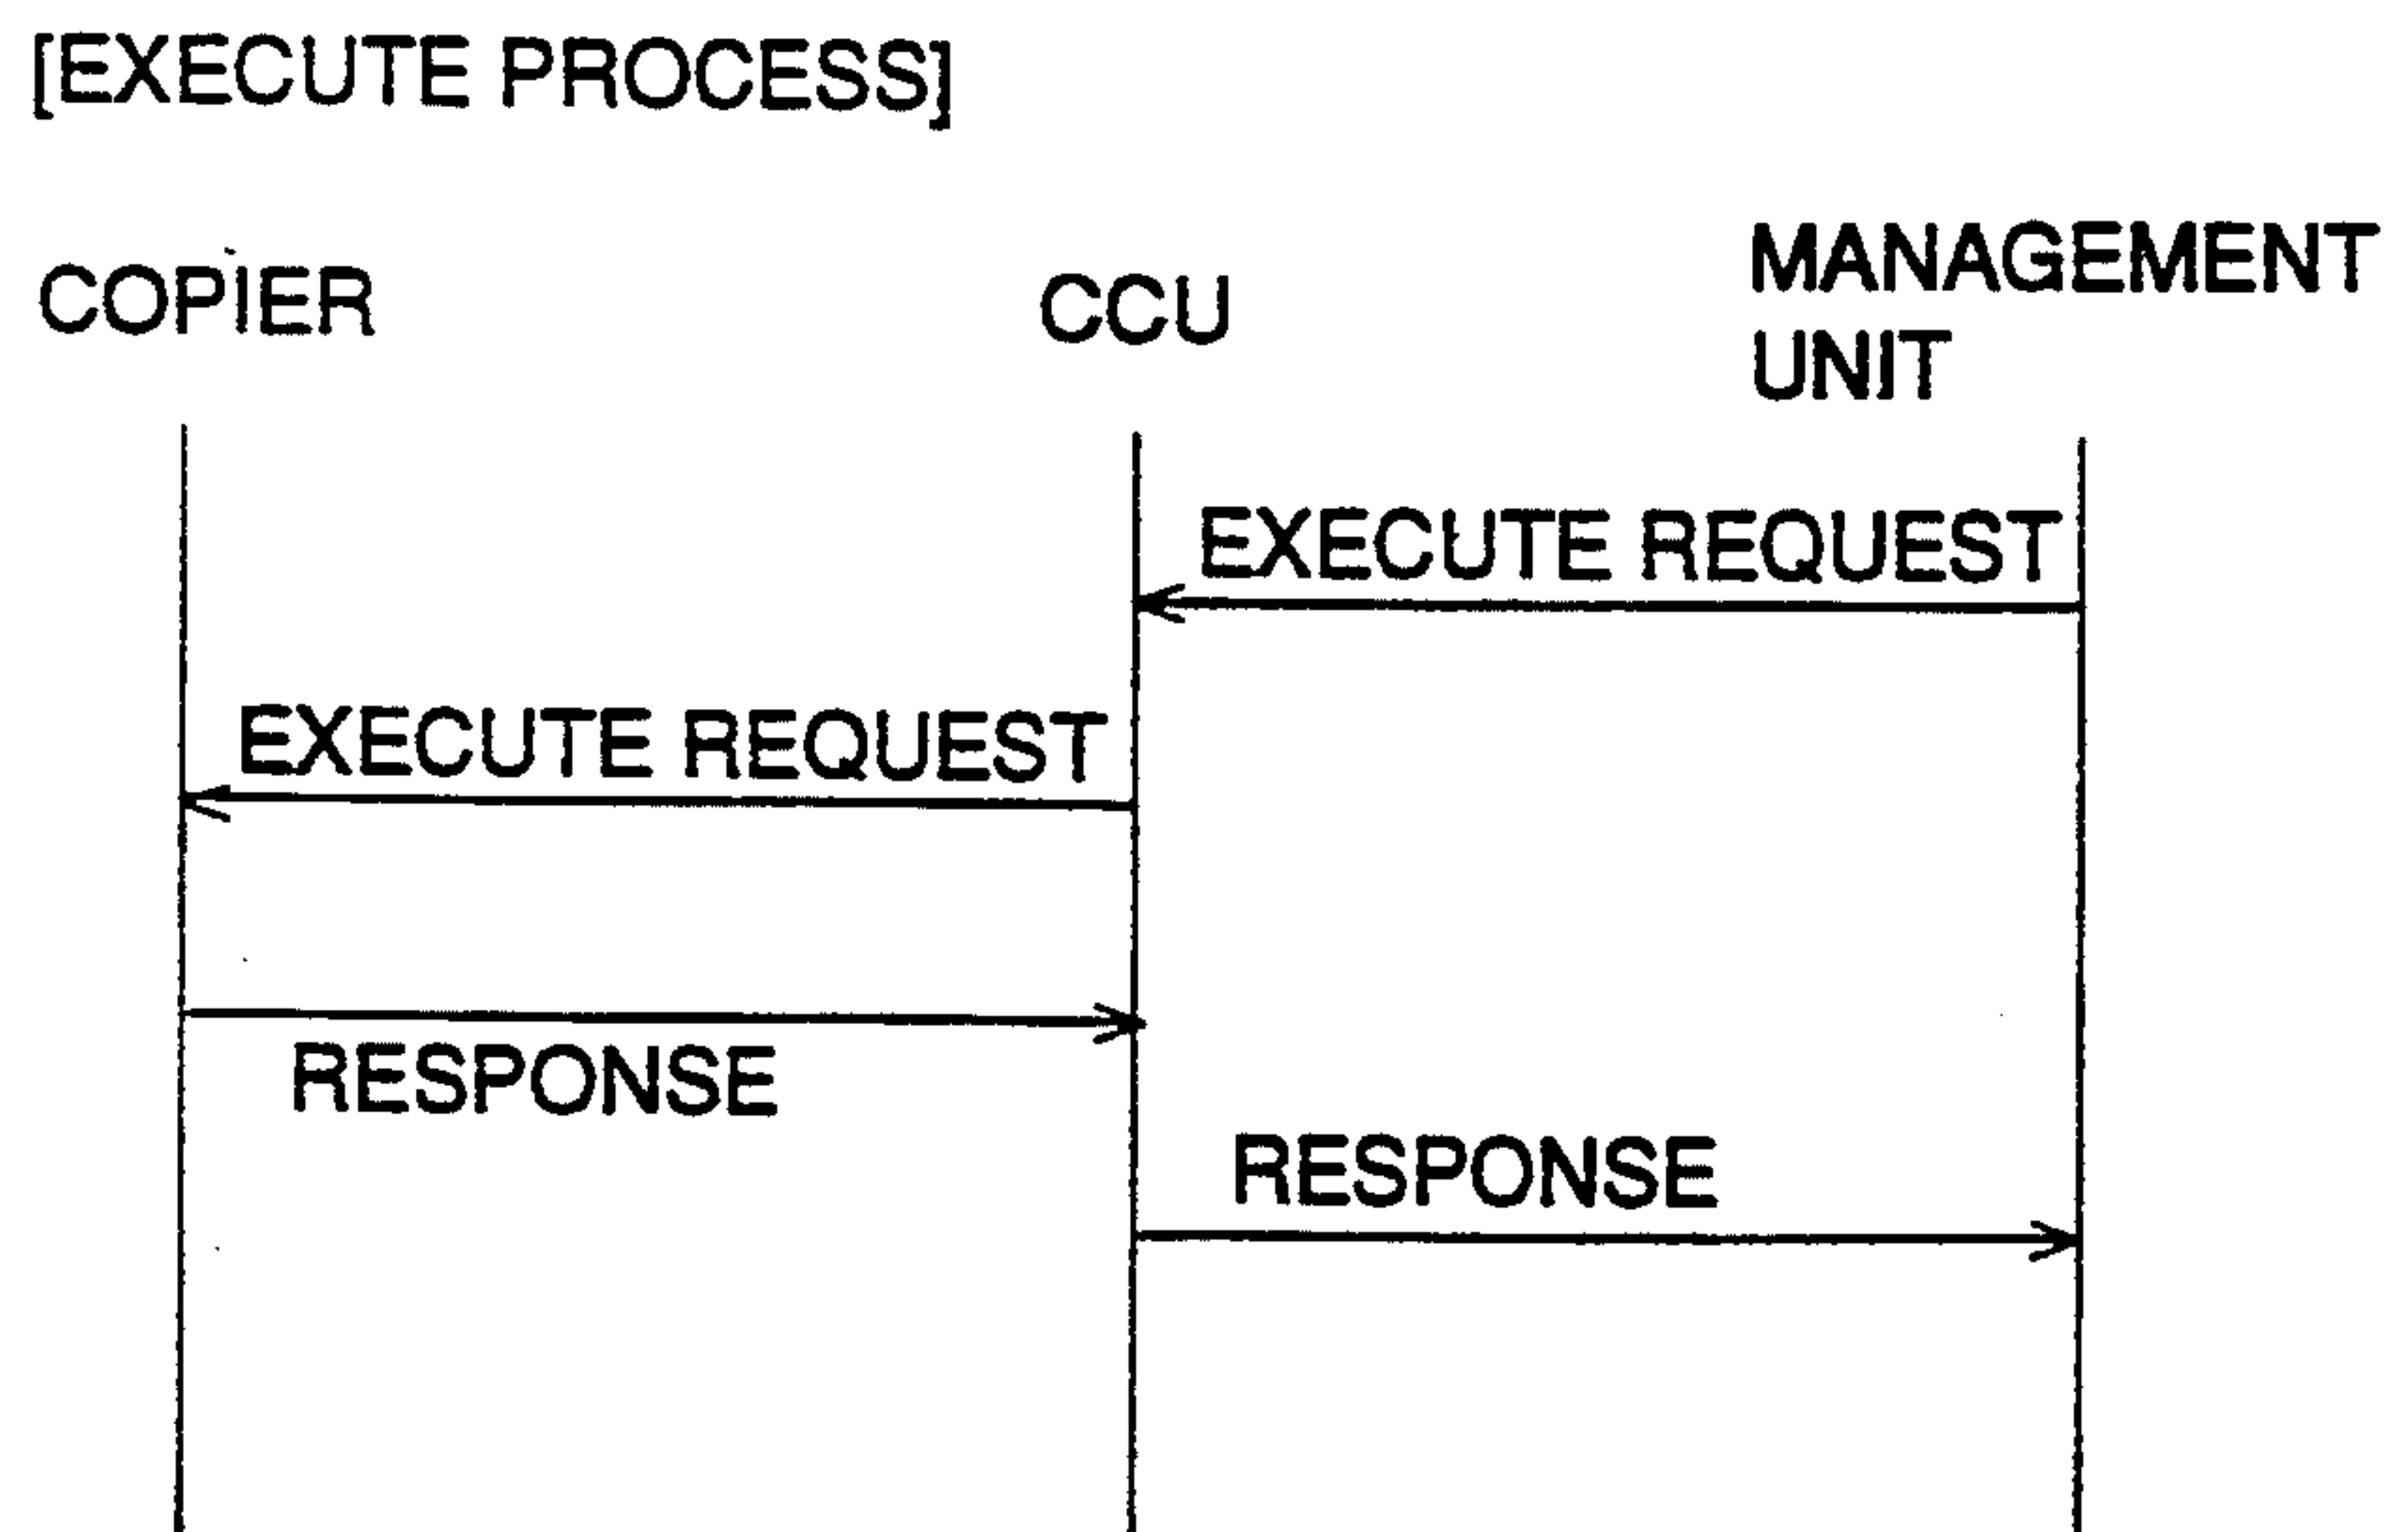 [EXECUTE PROCESS]
COPIER
CCU
MANAGEMENT
UNIT
EXECUTE REQUEST
EXECUTE REQUEST
RESPONSE
RESPONSE